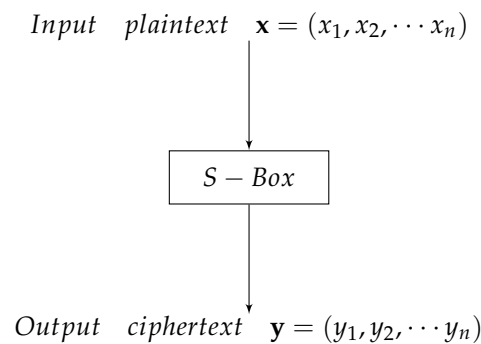 Input plaintext x = (x₁, x₂, ⋯ xₙ)
S − Box
Output ciphertext y = (y₁, y₂, ⋯ yₙ)